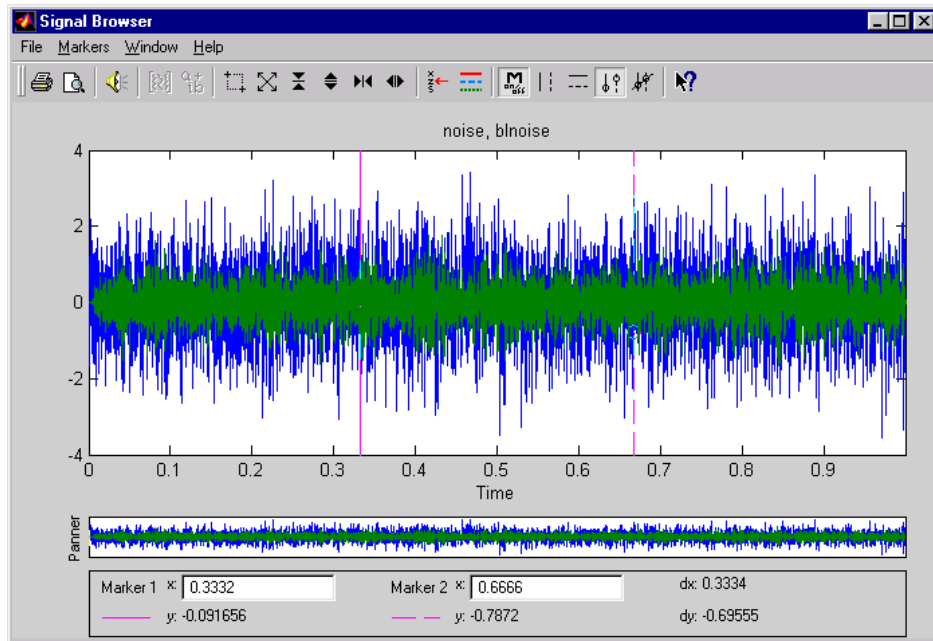 Signal Browser
File Markers Window Help
M
on/off
noise, blnoise
4
2
0
-2
-4
0 0.1 0.2 0.3 0.4 0.5 0.6 0.7 0.8 0.9
Time
Panner
Marker 1 x: 0.3332 Marker 2 x: 0.6666 dx: 0.3334
y: -0.091656 y: -0.7872 dy: -0.69555